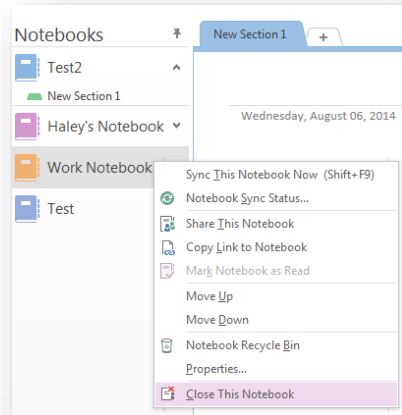 Notebooks
New Section 1
+
Test2
New Section 1
Haley's Notebook
Wednesday, August 06, 2014
Work Notebook
Test
Sync This Notebook Now (Shift+F9)
Notebook Sync Status...
Share This Notebook
Copy Link to Notebook
Mark Notebook as Read
Move Up
Move Down
Notebook Recycle Bin
Properties...
Close This Notebook